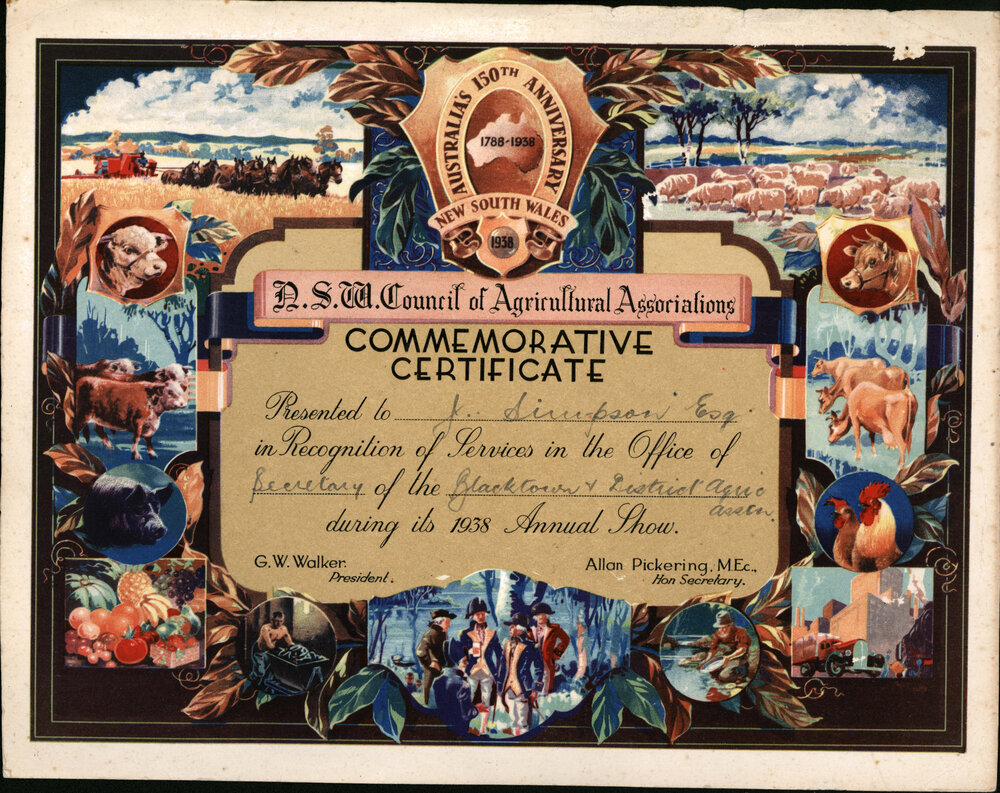 AUSTRALIAS 150TH ANNIVERSARY
1788-1938
NEW SOUTH WALES
1938
N.S.W. Council of Agricultural Associations
COMMEMORATIVE
CERTIFICATE
Presented to J. Simpson Esq
in Recognition of Services in the Office of
Secretary of the Blacktown & District Agric
Assn.
during its 1938 Annual Show.
G. W. Walker.
President.
Allan Pickering, M.Ec.,
Hon Secretary.